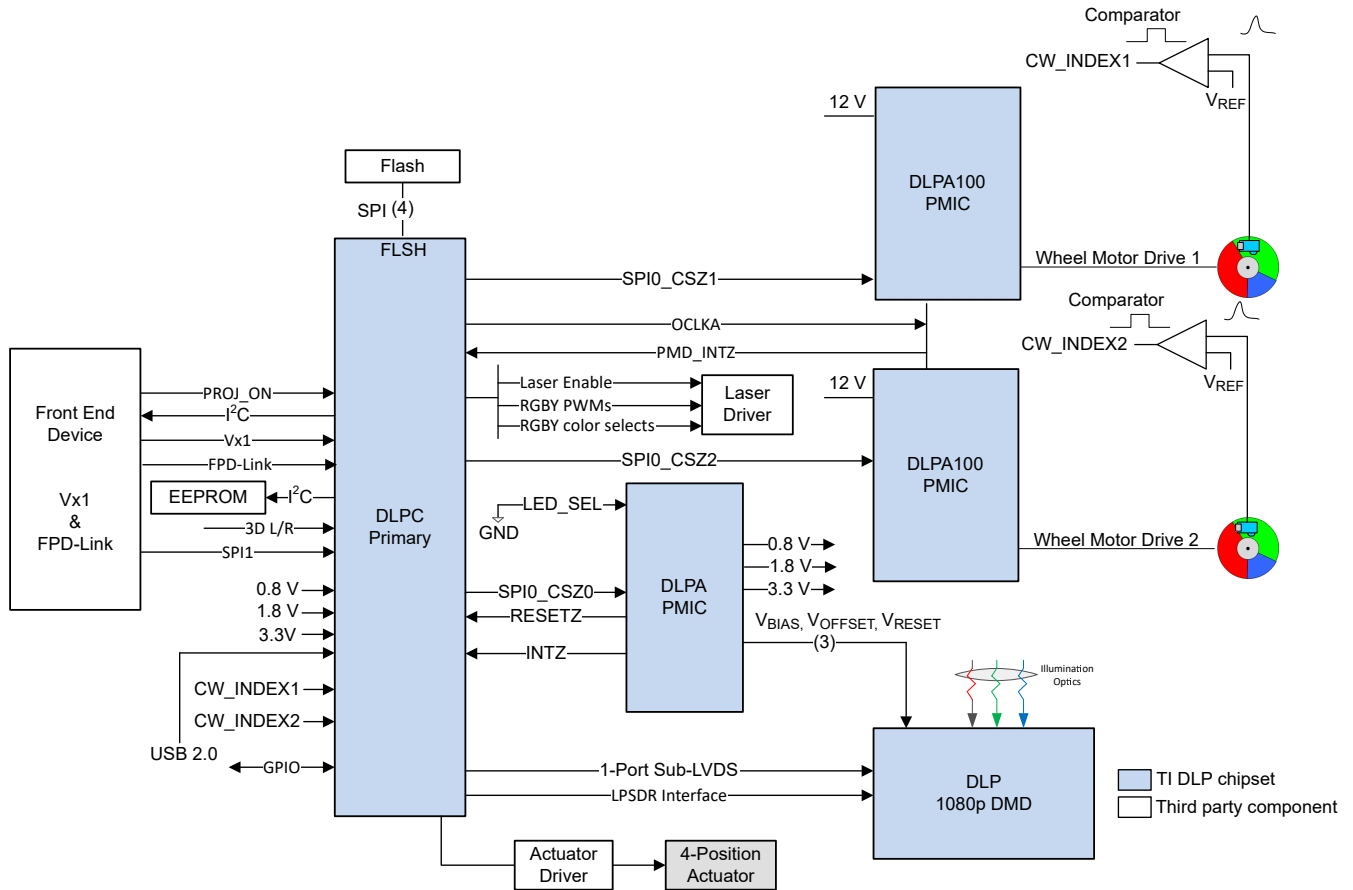 Comparator
CW_INDEX1
VREF
12 V
DLPA100
PMIC
Flash
SPI (4)
FLSH
Wheel Motor Drive 1
SPI0_CSZ1
Comparator
OCLKA
CW_INDEX2
PMD_INTZ
VREF
12 V
Laser Enable
RGBY PWMs
RGBY color selects
Laser
Driver
PROJ_ON
I²C
Vx1
FPD-Link
Front End
Device
Vx1
&
FPD-Link
SPI0_CSZ2
DLPA100
PMIC
EEPROM
I²C
LED_SEL
GND
3D L/R
SPI1
DLPC
Primary
0.8 V
1.8 V
3.3 V
Wheel Motor Drive 2
DLPA
PMIC
SPI0_CSZ0
RESETZ
INTZ
0.8 V
1.8 V
3.3V
VBIAS, VOFFSET, VRESET
(3)
Illumination
Optics
CW_INDEX1
CW_INDEX2
USB 2.0
GPIO
1-Port Sub-LVDS
LPSDR Interface
DLP
1080p DMD
TI DLP chipset
Third party component
Actuator
Driver
4-Position
Actuator